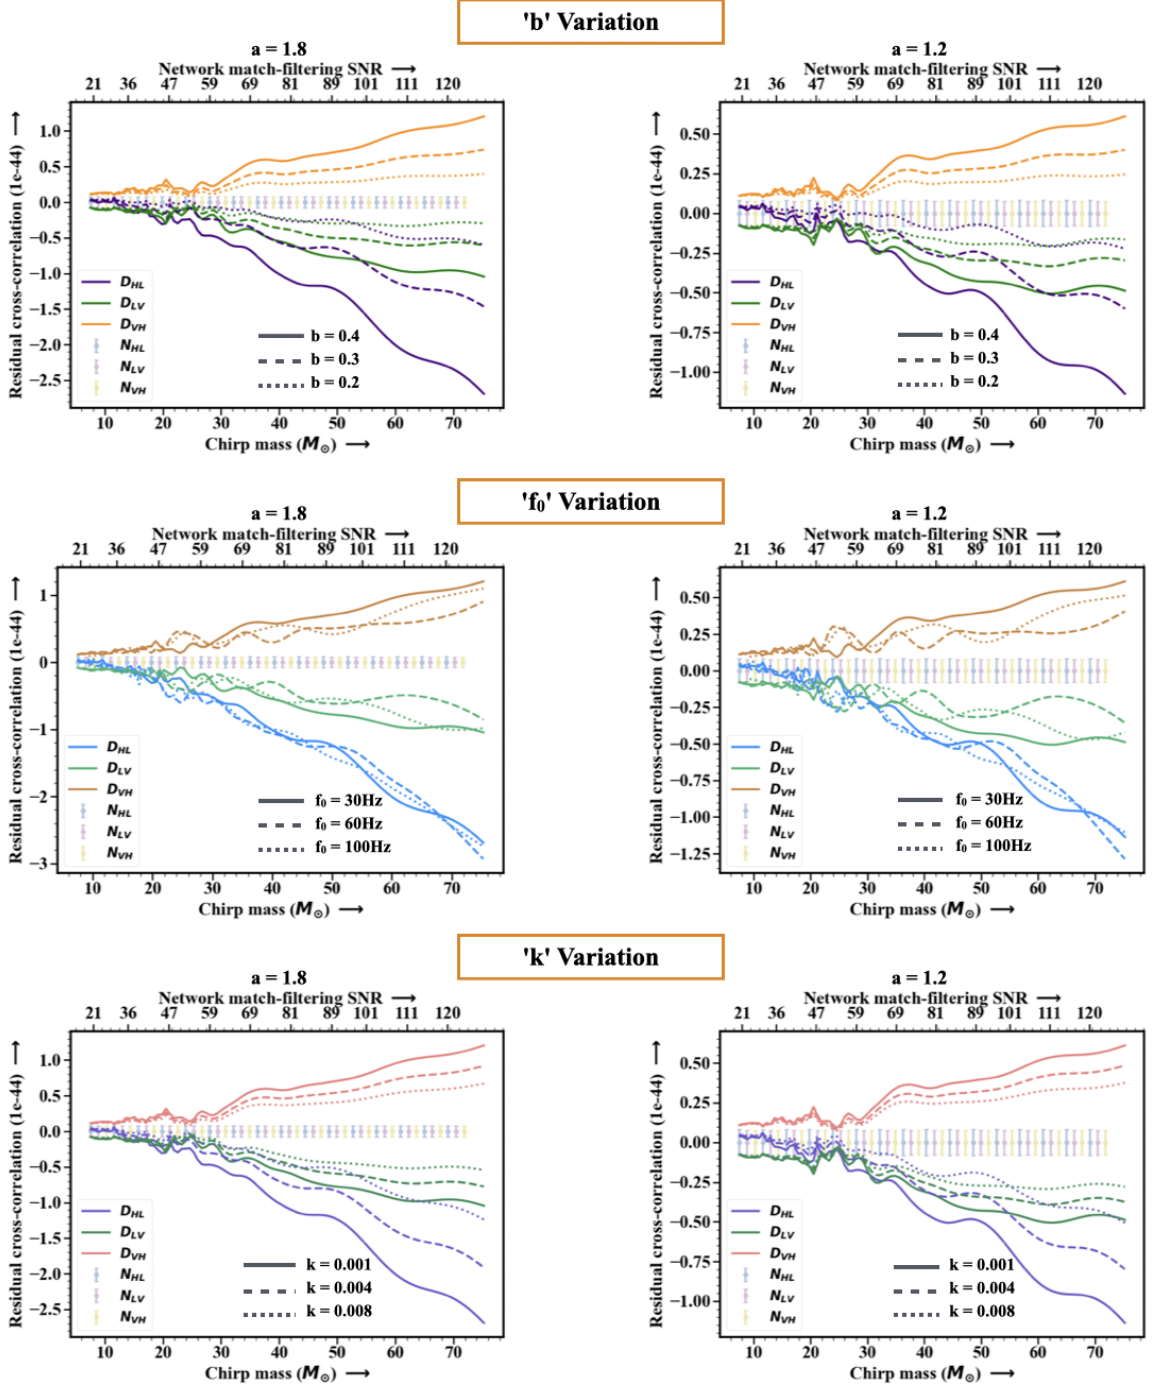 'b' Variation
a = 1.8
Network match-filtering SNR ⟶
21 36 47 59 69 81 89 101 111 120
1.0
0.5
0.0
−0.5
−1.0
−1.5
−2.0
−2.5
Residual cross-correlation (1e-44) ⟶
D_HL
D_LV
D_VH
N_HL
N_LV
N_VH
b = 0.4
b = 0.3
b = 0.2
10 20 30 40 50 60 70
Chirp mass (M⊙) ⟶
a = 1.2
Network match-filtering SNR ⟶
21 36 47 59 69 81 89 101 111 120
0.50
0.25
0.00
−0.25
−0.50
−0.75
−1.00
Residual cross-correlation (1e-44) ⟶
D_HL
D_LV
D_VH
N_HL
N_LV
N_VH
b = 0.4
b = 0.3
b = 0.2
10 20 30 40 50 60 70
Chirp mass (M⊙) ⟶
'f₀' Variation
a = 1.8
Network match-filtering SNR ⟶
21 36 47 59 69 81 89 101 111 120
1
0
−1
−2
−3
Residual cross-correlation (1e-44) ⟶
D_HL
D_LV
D_VH
N_HL
N_LV
N_VH
f₀ = 30Hz
f₀ = 60Hz
f₀ = 100Hz
10 20 30 40 50 60 70
Chirp mass (M⊙) ⟶
a = 1.2
Network match-filtering SNR ⟶
21 36 47 59 69 81 89 101 111 120
0.50
0.25
0.00
−0.25
−0.50
−0.75
−1.00
−1.25
Residual cross-correlation (1e-44) ⟶
D_HL
D_LV
D_VH
N_HL
N_LV
N_VH
f₀ = 30Hz
f₀ = 60Hz
f₀ = 100Hz
10 20 30 40 50 60 70
Chirp mass (M⊙) ⟶
'k' Variation
a = 1.8
Network match-filtering SNR ⟶
21 36 47 59 69 81 89 101 111 120
1.0
0.5
0.0
−0.5
−1.0
−1.5
−2.0
−2.5
Residual cross-correlation (1e-44) ⟶
D_HL
D_LV
D_VH
N_HL
N_LV
N_VH
k = 0.001
k = 0.004
k = 0.008
10 20 30 40 50 60 70
Chirp mass (M⊙) ⟶
a = 1.2
Network match-filtering SNR ⟶
21 36 47 59 69 81 89 101 111 120
0.50
0.25
0.00
−0.25
−0.50
−0.75
−1.00
Residual cross-correlation (1e-44) ⟶
D_HL
D_LV
D_VH
N_HL
N_LV
N_VH
k = 0.001
k = 0.004
k = 0.008
10 20 30 40 50 60 70
Chirp mass (M⊙) ⟶